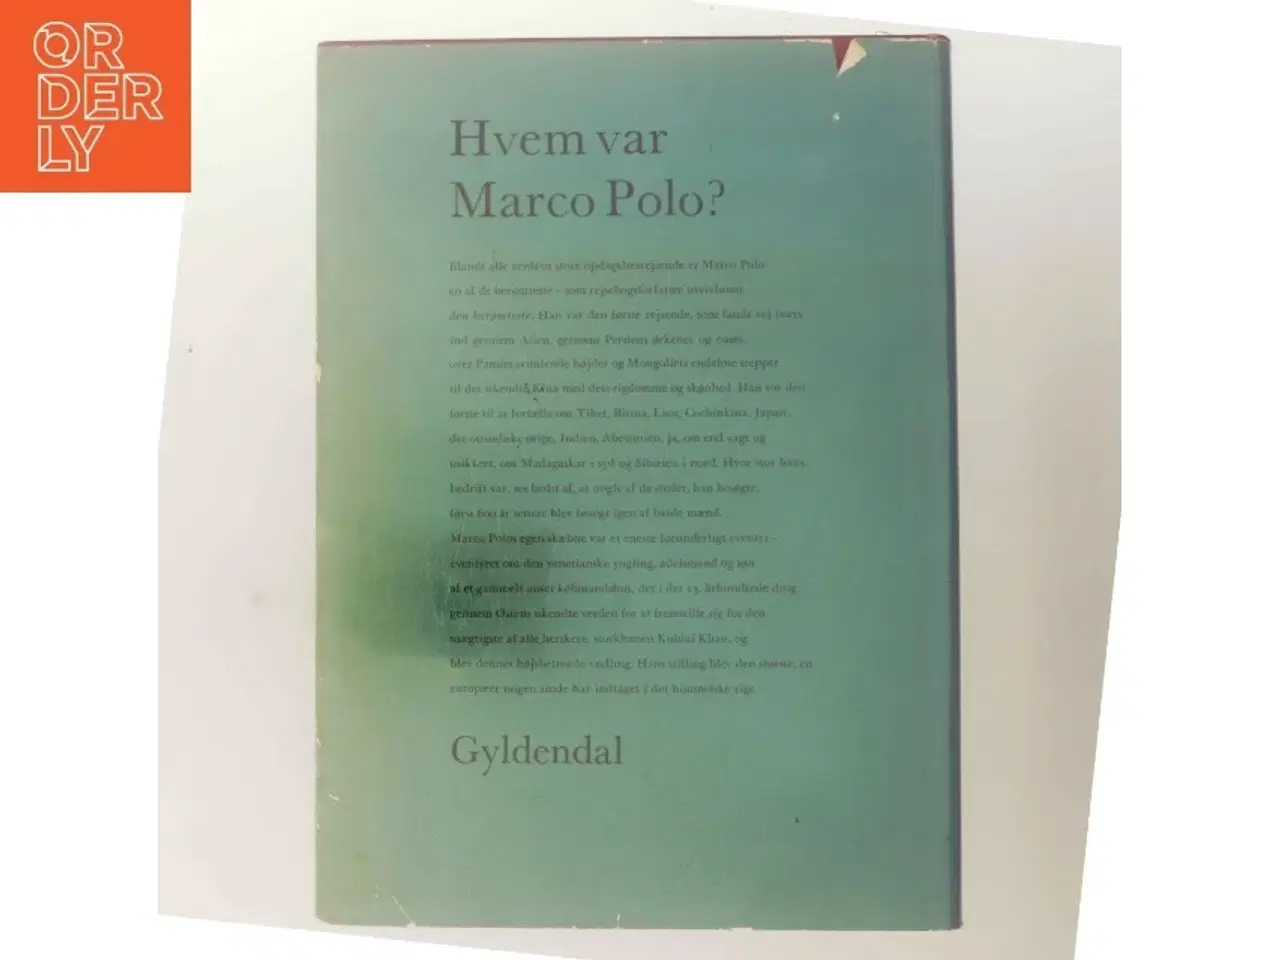 OR
DER
LY
Hvem var
Marco Polo?
Blandt alle verdens store opdagelsesrejsende er Marco Polo
en af de berømteste – som rejsebogsforfatter utvivlsomt
den berømteste. Han var den første rejsende, som fandt vej tværs
ind gennem Asien, gennem Persiens ørkener og oaser,
over Pamirs svimlende højder og Mongoliets endeløse stepper
til det ukendte Kina med dets rigdomme og skønhed. Han var den
første til at fortælle om Tibet, Birma, Laos, Cochinkina, Japan,
det ostindiske ørige, Indien, Abessinien, ja, om end vagt og
usikkert, om Madagaskar i syd og Sibirien i nord. Hvor stor hans
bedrift var, ses bedst af, at nogle af de steder, han besøgte,
først 600 år senere blev besøgt igen af hvide mænd.
Marco Polos egen skæbne var et eneste forunderligt eventyr –
eventyret om den venetianske yngling, adelsmand og søn
af et gammelt anset købmandshus, der i det 13. århundrede drog
gennem Østens ukendte verden for at fremstille sig for den
mægtigste af alle herskere, storkhanen Kublai Khan, og
blev dennes højtbetroede yndling. Hans stilling blev den største, en
europæer nogen sinde har indtaget i det himmelske rige.
Gyldendal